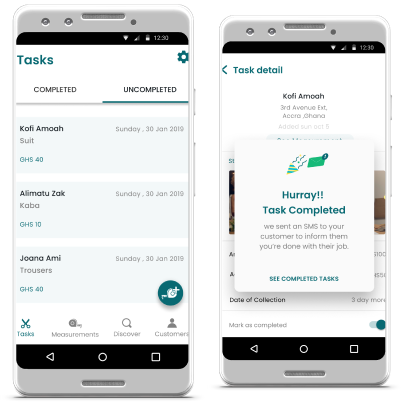 12:30
Tasks
COMPLETED UNCOMPLETED
Kofi Amoah Sunday , 30 Jan 2019
Suit
GHS 40
Alimatu Zak Sunday , 30 Jan 2019
Kaba
GHS 10
Joana Ami Sunday , 30 Jan 2019
Trousers
GHS 40
Tasks Measurements Discover Customers
12:30
Task detail
Kofi Amoah
3rd Avenue Ext,
Accra ,Ghana
Added sun oct 6
Hurray!!
Task Completed
we sent an SMS to your
customer to inform them
you're done with their job.
SEE COMPLETED TASKS
Date of Collection 3 day more
Mark as completed